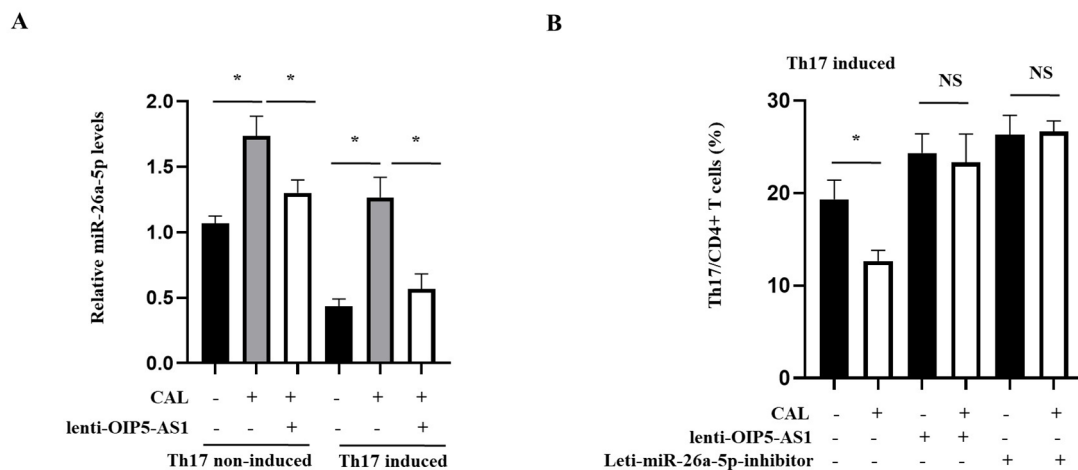 A
Relative miR-26a-5p levels
2.0
1.5
1.0
0.5
0.0
* * * *
CAL - + + - + +
lenti-OIP5-AS1 - - + - - +
Th17 non-induced Th17 induced
B
Th17 induced
Th17/CD4+ T cells (%)
30
20
10
0
* NS NS
CAL - + - + - +
lenti-OIP5-AS1 - - + + - -
Leti-miR-26a-5p-inhibitor - - - - + +